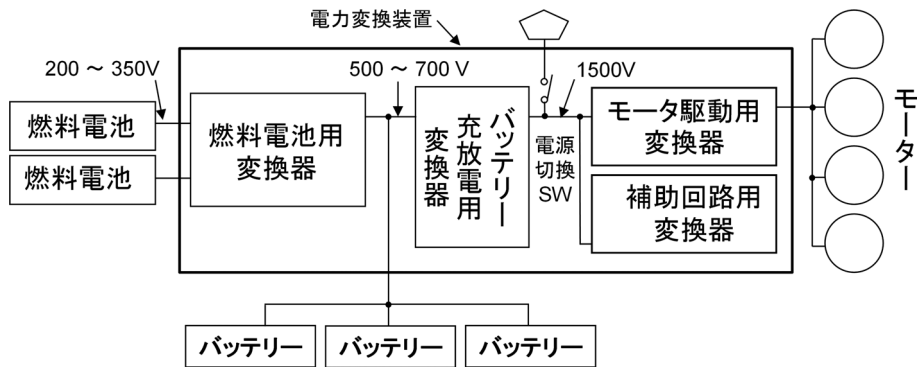 電力変換装置
200 ～ 350V
500 ～ 700 V
1500V
燃料電池
燃料電池
燃料電池用
変換器
バッテリー
充放電用
変換器
電源
切換
SW
モータ駆動用
変換器
補助回路用
変換器
モーター
バッテリー
バッテリー
バッテリー